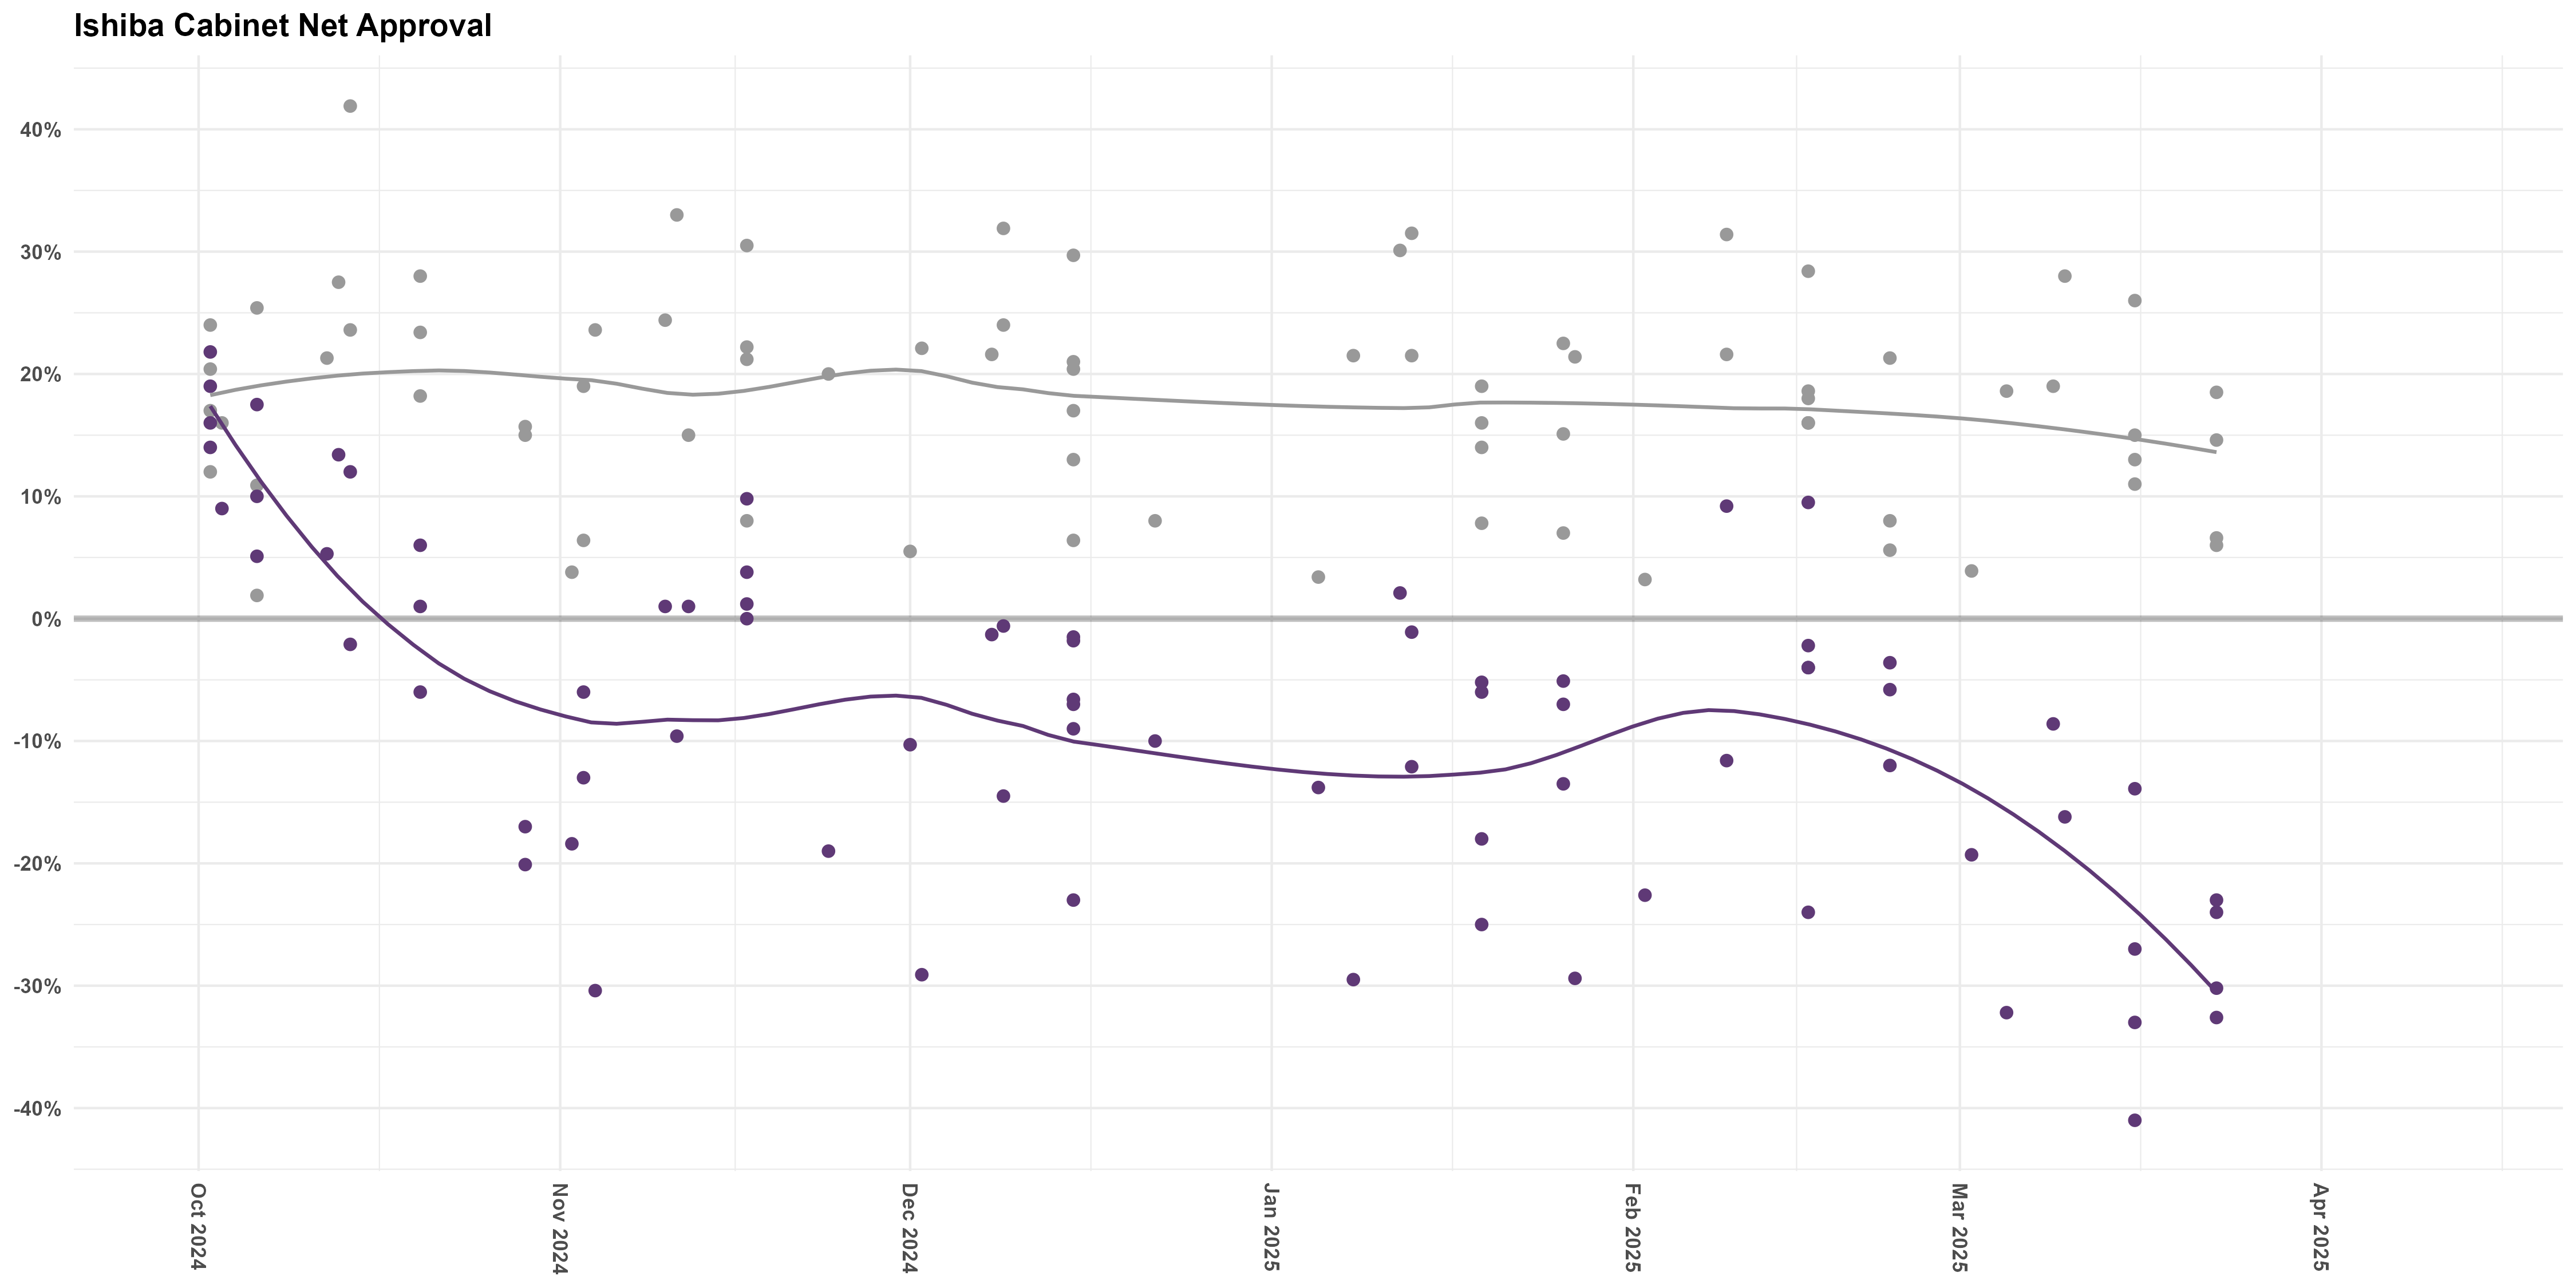 Ishiba Cabinet Net Approval
40%
30%
20%
10%
0%
-10%
-20%
-30%
-40%
Oct 2024
Nov 2024
Dec 2024
Jan 2025
Feb 2025
Mar 2025
Apr 2025